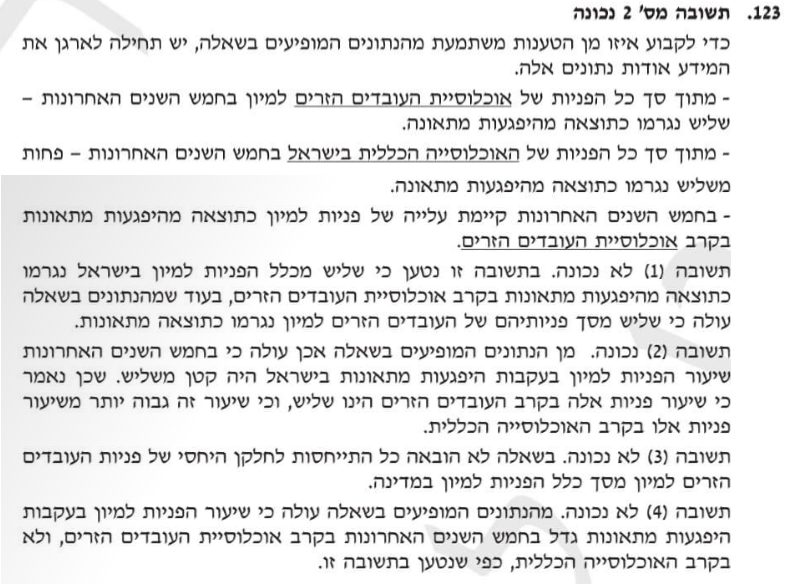 123. תשובה מס' 2 נכונה
כדי לקבוע איזו מן הטענות משתמעת מהנתונים המופיעים בשאלה, יש תחילה לארגן את
המידע אודות נתונים אלה.
- מתוך סך כל הפניות של אוכלוסיית העובדים הזרים למיון בחמש השנים האחרונות –
שליש נגרמו כתוצאה מהיפגעות מתאונה.
- מתוך סך כל הפניות של האוכלוסייה הכללית בישראל בחמש השנים האחרונות – פחות
משליש נגרמו כתוצאה מהיפגעות מתאונה.
- בחמש השנים האחרונות קיימת עלייה של פניות למיון כתוצאה מהיפגעות מתאונות
בקרב אוכלוסיית העובדים הזרים.
תשובה (1) לא נכונה. בתשובה זו נטען כי שליש מכלל הפניות למיון בישראל נגרמו
כתוצאה מהיפגעות מתאונות בקרב אוכלוסיית העובדים הזרים, בעוד שמהנתונים בשאלה
עולה כי שליש מסך פניותיהם של העובדים הזרים למיון נגרמו כתוצאה מתאונות.
תשובה (2) נכונה. מן הנתונים המופיעים בשאלה אכן עולה כי בחמש השנים האחרונות
שיעור הפניות למיון בעקבות היפגעות מתאונות בישראל היה קטן משליש. שכן נאמר
כי שיעור פניות אלה בקרב העובדים הזרים הינו שליש, וכי שיעור זה גבוה יותר משיעור
פניות אלו בקרב האוכלוסייה הכללית.
תשובה (3) לא נכונה. בשאלה לא הובאה כל התייחסות לחלקן היחסי של פניות העובדים
הזרים למיון מסך כלל הפניות למיון במדינה.
תשובה (4) לא נכונה. מהנתונים המופיעים בשאלה עולה כי שיעור הפניות למיון בעקבות
היפגעות מתאונות גדל בחמש השנים האחרונות בקרב אוכלוסיית העובדים הזרים, ולא
בקרב האוכלוסייה הכללית, כפי שנטען בתשובה זו.